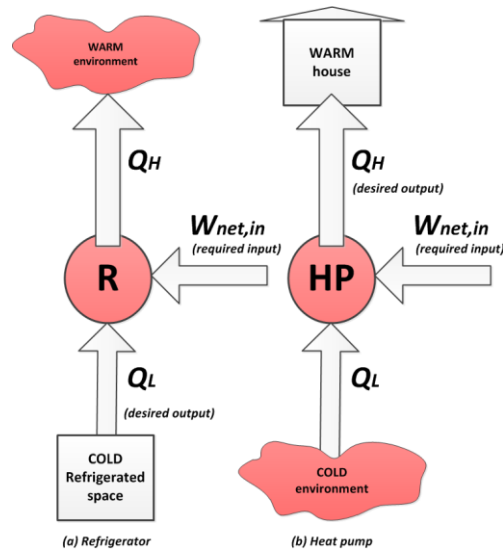 WARM
environment
QH
Wnet,in
(required input)
R
QL
(desired output)
COLD
Refrigerated
space
(a) Refrigerator
WARM
house
QH
(desired output)
Wnet,in
(required input)
HP
QL
COLD
environment
(b) Heat pump